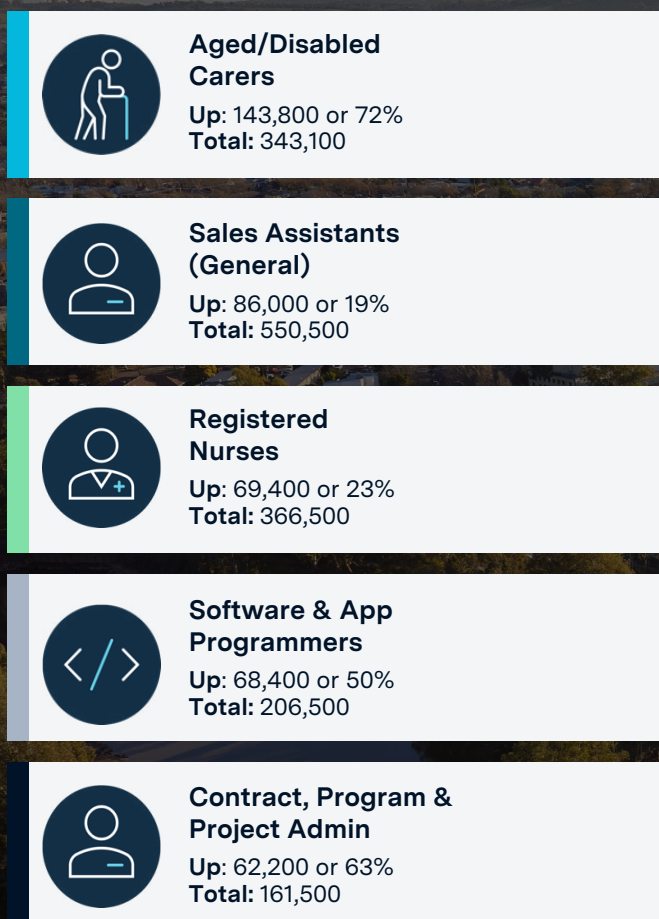 Aged/Disabled
Carers
Up: 143,800 or 72%
Total: 343,100
Sales Assistants
(General)
Up: 86,000 or 19%
Total: 550,500
Registered
Nurses
Up: 69,400 or 23%
Total: 366,500
Software & App
Programmers
Up: 68,400 or 50%
Total: 206,500
Contract, Program &
Project Admin
Up: 62,200 or 63%
Total: 161,500